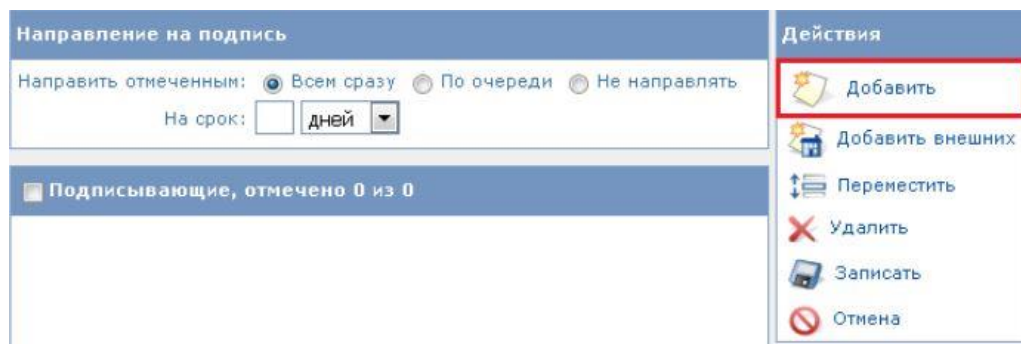 Направление на подпись
Направить отмеченным: Всем сразу По очереди Не направлять
На срок: дней
Подписывающие, отмечено 0 из 0
Действия
Добавить
Добавить внешних
Переместить
Удалить
Записать
Отмена